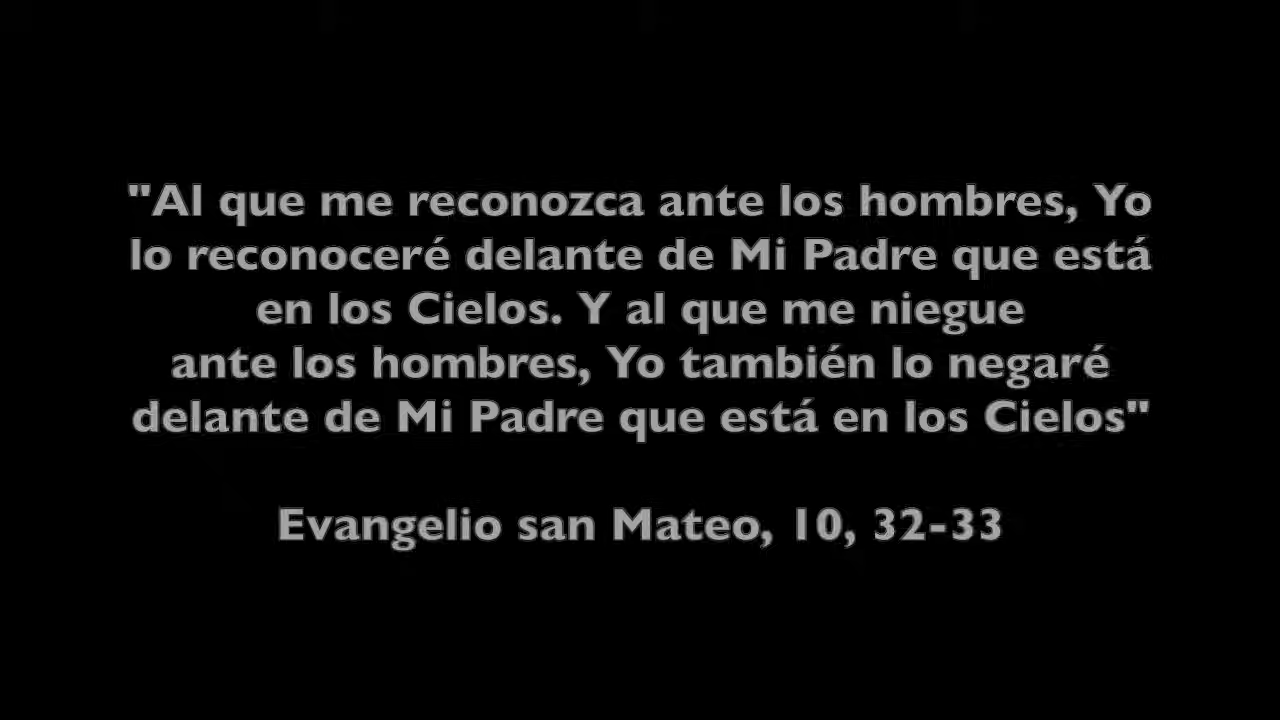 "Al que me reconozca ante los hombres, Yo
lo reconoceré delante de Mi Padre que está
en los Cielos. Y al que me niegue
ante los hombres, Yo también lo negaré
delante de Mi Padre que está en los Cielos"
Evangelio san Mateo, 10, 32-33